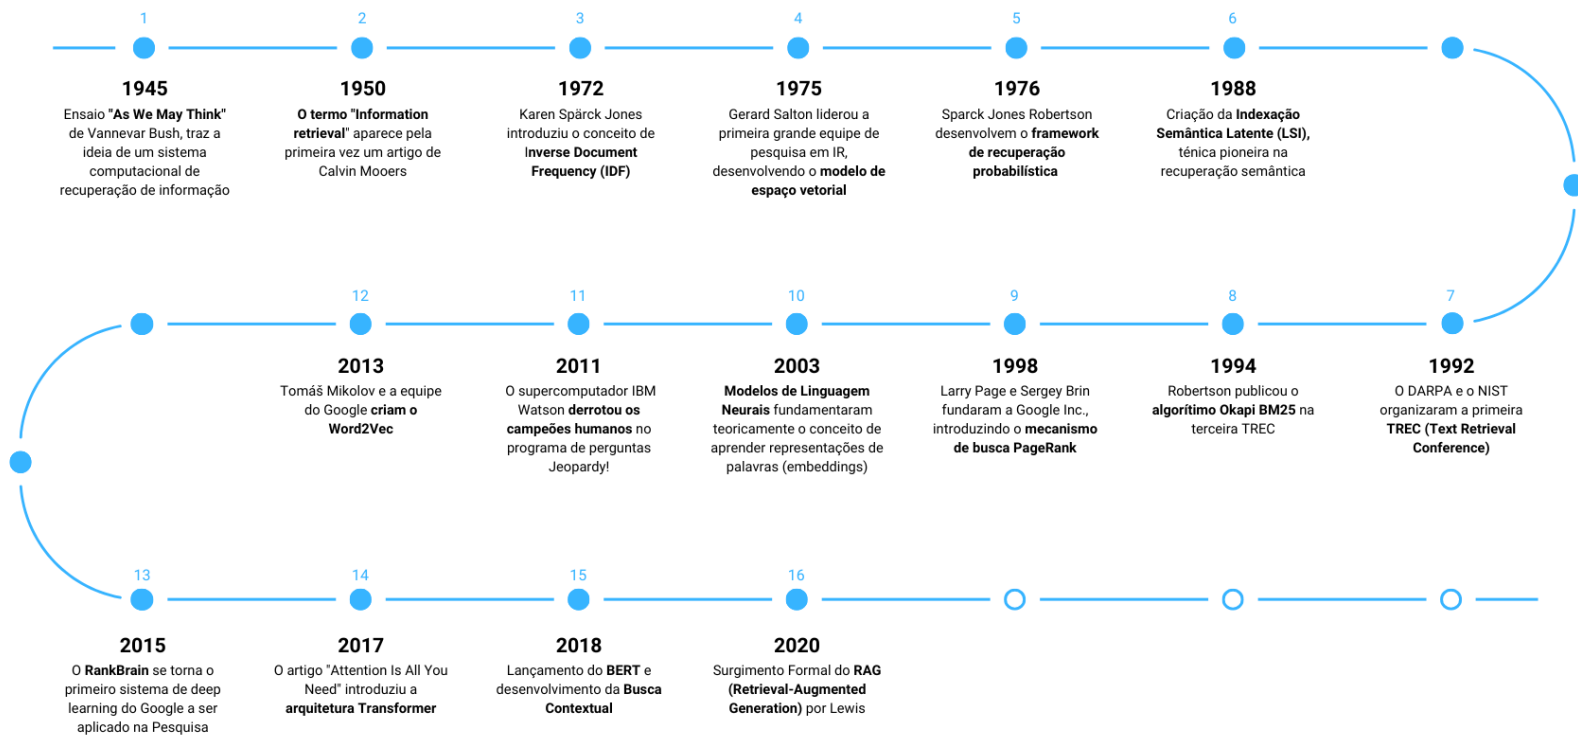 1
1945
Ensaio "As We May Think"
de Vannevar Bush, traz a
ideia de um sistema
computacional de
recuperação de informação
2
1950
O termo "Information
retrieval" aparece pela
primeira vez um artigo de
Calvin Mooers
3
1972
Karen Spärck Jones
introduziu o conceito de
Inverse Document
Frequency (IDF)
4
1975
Gerard Salton liderou a
primeira grande equipe de
pesquisa em IR,
desenvolvendo o modelo de
espaço vetorial
5
1976
Sparck Jones Robertson
desenvolvem o framework
de recuperação
probabilística
6
1988
Criação da Indexação
Semântica Latente (LSI),
ténica pioneira na
recuperação semântica
7
1992
O DARPA e o NIST
organizaram a primeira
TREC (Text Retrieval
Conference)
8
1994
Robertson publicou o
algorítimo Okapi BM25 na
terceira TREC
9
1998
Larry Page e Sergey Brin
fundaram a Google Inc.,
introduzindo o mecanismo
de busca PageRank
10
2003
Modelos de Linguagem
Neurais fundamentaram
teoricamente o conceito de
aprender representações de
palavras (embeddings)
11
2011
O supercomputador IBM
Watson derrotou os
campeões humanos no
programa de perguntas
Jeopardy!
12
2013
Tomáš Mikolov e a equipe
do Google criam o
Word2Vec
13
2015
O RankBrain se torna o
primeiro sistema de deep
learning do Google a ser
aplicado na Pesquisa
14
2017
O artigo "Attention Is All You
Need" introduziu a
arquitetura Transformer
15
2018
Lançamento do BERT e
desenvolvimento da Busca
Contextual
16
2020
Surgimento Formal do RAG
(Retrieval-Augmented
Generation) por Lewis